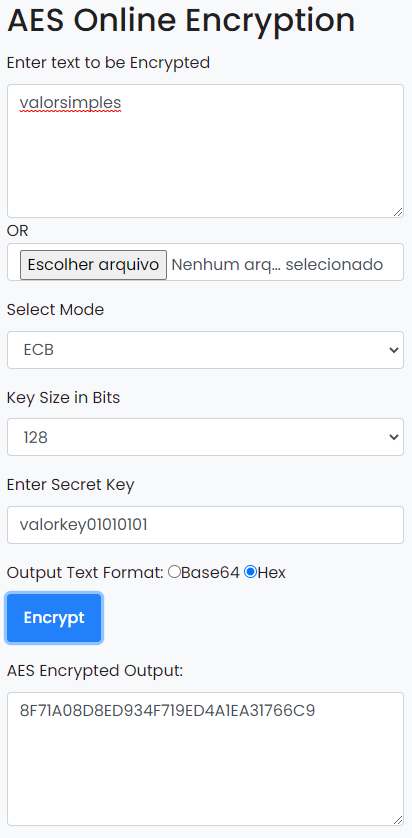 AES Online Encryption
Enter text to be Encrypted
valorsimples
OR
Escolher arquivo Nenhum arq... selecionado
Select Mode
ECB
Key Size in Bits
128
Enter Secret Key
valorkey01010101
Output Text Format: Base64 Hex
Encrypt
AES Encrypted Output:
8F71A08D8ED934F719ED4A1EA31766C9